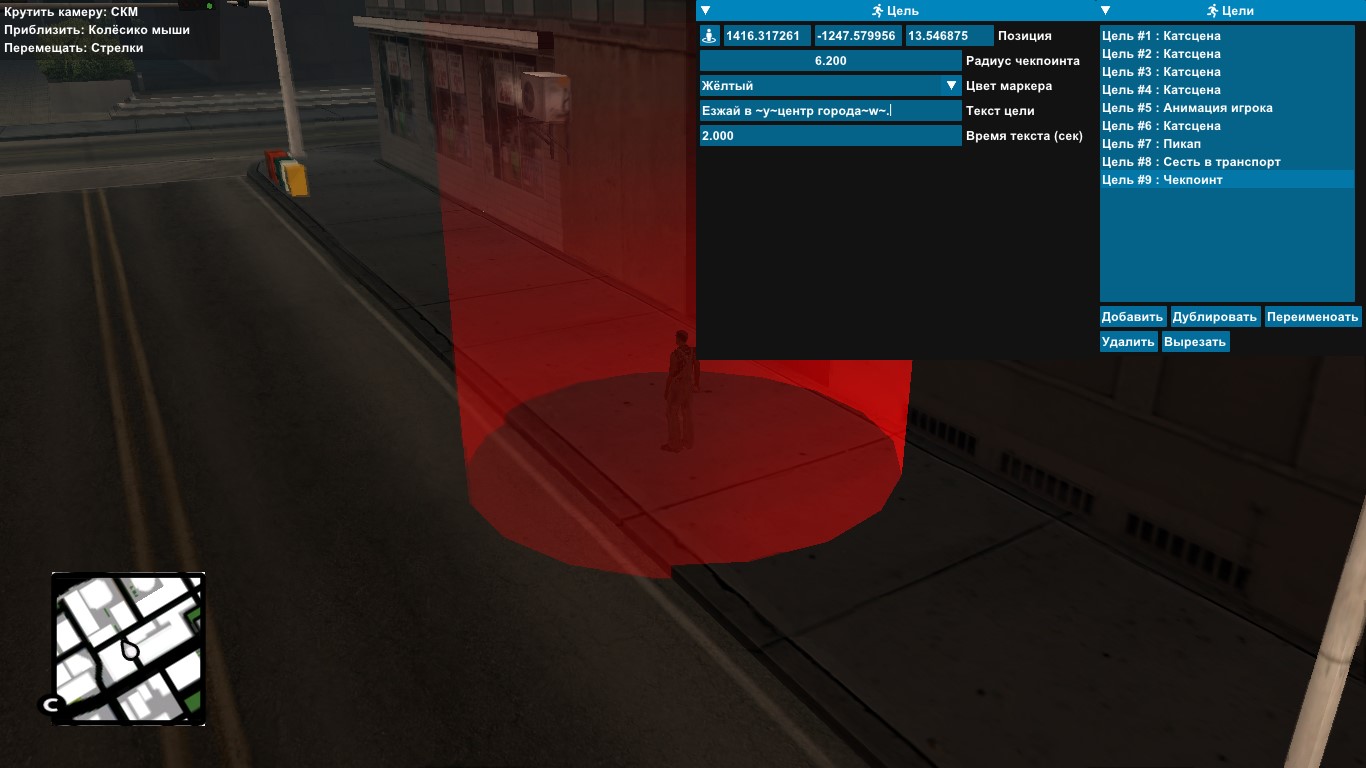 Крутить камеру: СКМ
Приблизить: Колёсико мыши
Перемещать: Стрелки
Цель
1416.317261 -1247.579956 13.546875 Позиция
6.200 Радиус чекпоинта
Жёлтый Цвет маркера
Езжай в ~y~центр города~w~. Текст цели
2.000 Время текста (сек)
Цели
Цель #1 : Катсцена
Цель #2 : Катсцена
Цель #3 : Катсцена
Цель #4 : Катсцена
Цель #5 : Анимация игрока
Цель #6 : Катсцена
Цель #7 : Пикап
Цель #8 : Сесть в транспорт
Цель #9 : Чекпоинт
Добавить Дублировать Переименоать
Удалить Вырезать
C